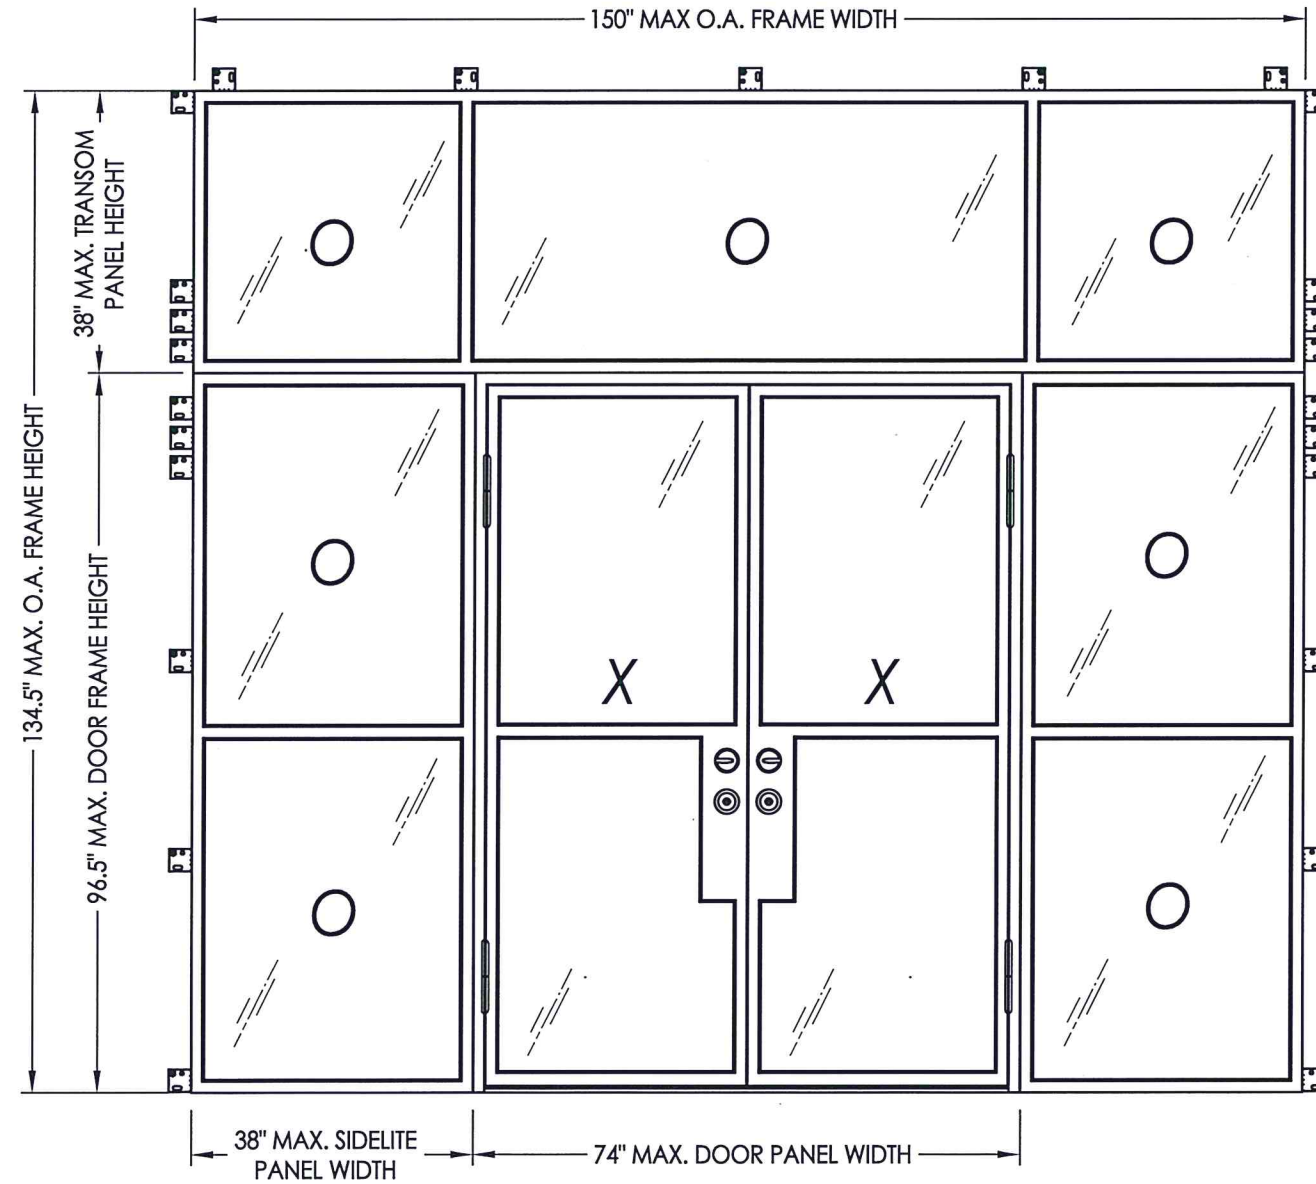 150" MAX O.A. FRAME WIDTH
38" MAX. TRANSOM
PANEL HEIGHT
134.5" MAX. O.A. FRAME HEIGHT
96.5" MAX. DOOR FRAME HEIGHT
O
O
O
O
O
X
X
O
O
38" MAX. SIDELITE
PANEL WIDTH
74" MAX. DOOR PANEL WIDTH